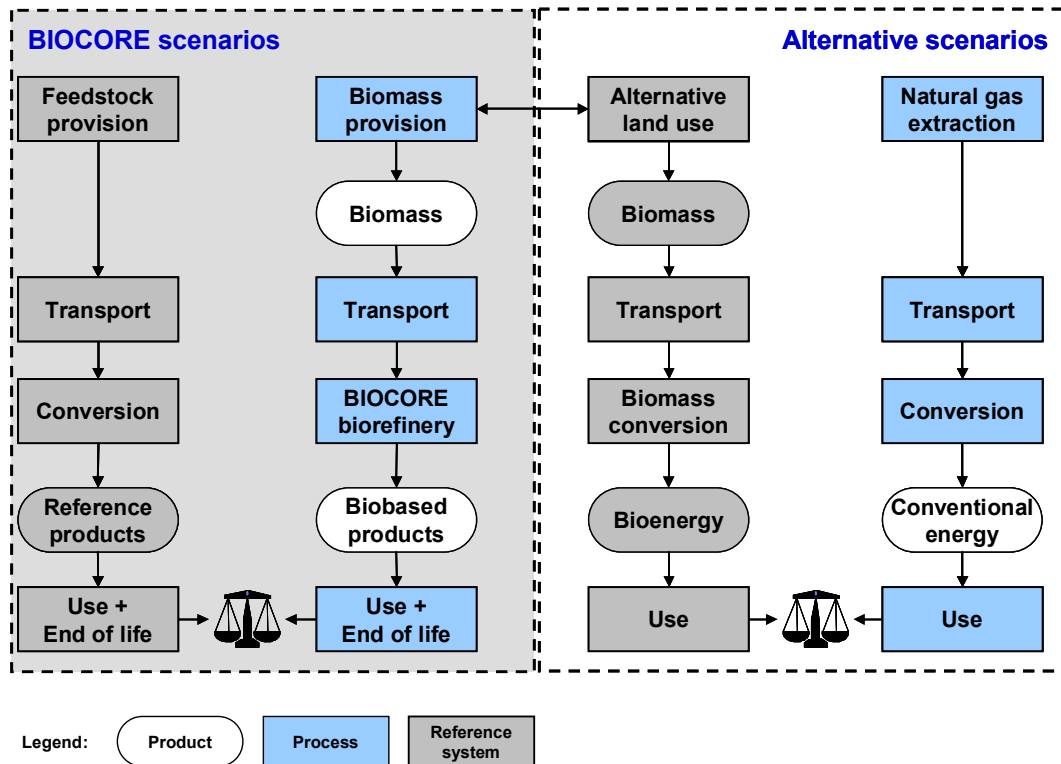 BIOCORE scenarios
Alternative scenarios
Feedstock
provision
Biomass
provision
Alternative
land use
Natural gas
extraction
Biomass
Biomass
Transport
Transport
Transport
Transport
Conversion
BIOCORE
biorefinery
Biomass
conversion
Conversion
Reference
products
Biobased
products
Bioenergy
Conventional
energy
Use +
End of life
Use +
End of life
Use
Use
Legend:
Product
Process
Reference
system